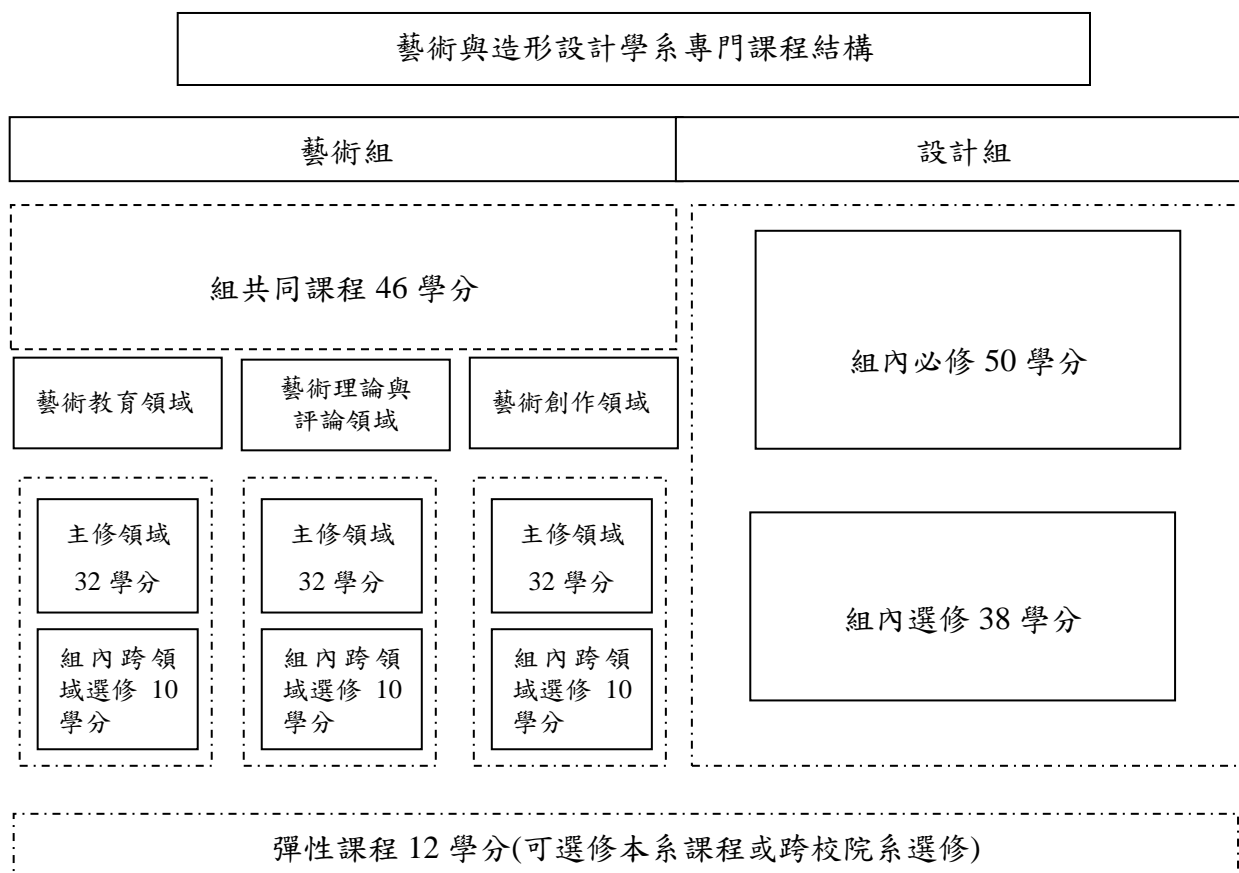 藝術與造形設計學系專門課程結構
藝術組
設計組
組共同課程 46 學分
藝術教育領域
藝術理論與
評論領域
藝術創作領域
主修領域
32 學分
組內跨領
域選修 10
學分
主修領域
32 學分
組內跨領
域選修 10
學分
主修領域
32 學分
組內跨領
域選修 10
學分
組內必修 50 學分
組內選修 38 學分
彈性課程 12 學分(可選修本系課程或跨校院系選修)